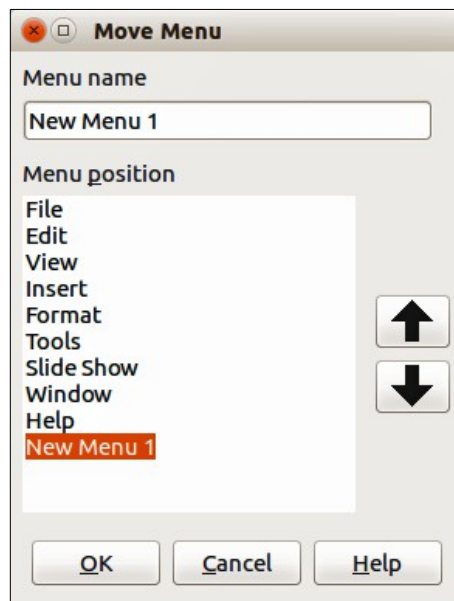 Move Menu
Menu name
New Menu 1
Menu position
File
Edit
View
Insert
Format
Tools
Slide Show
Window
Help
New Menu 1
OK Cancel Help